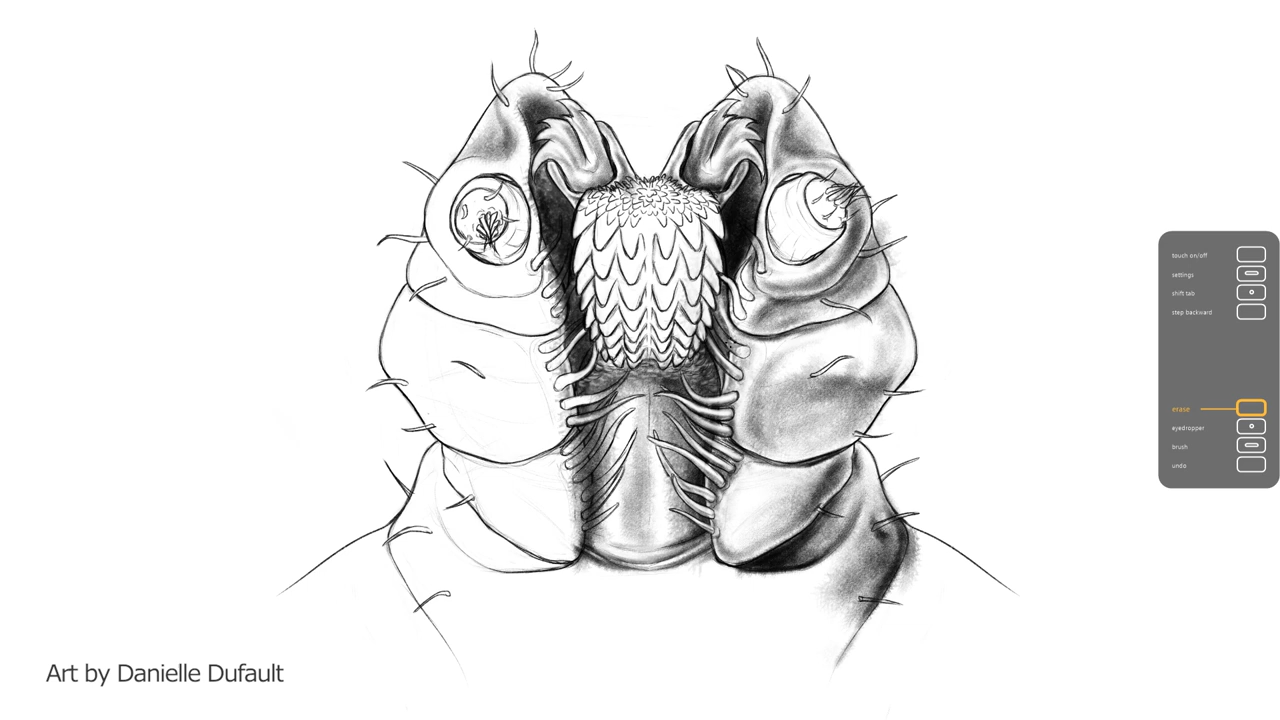 touch on/off
settings
shift tab
step backward
erase
eyedropper
brush
undo
Art by Danielle Dufault